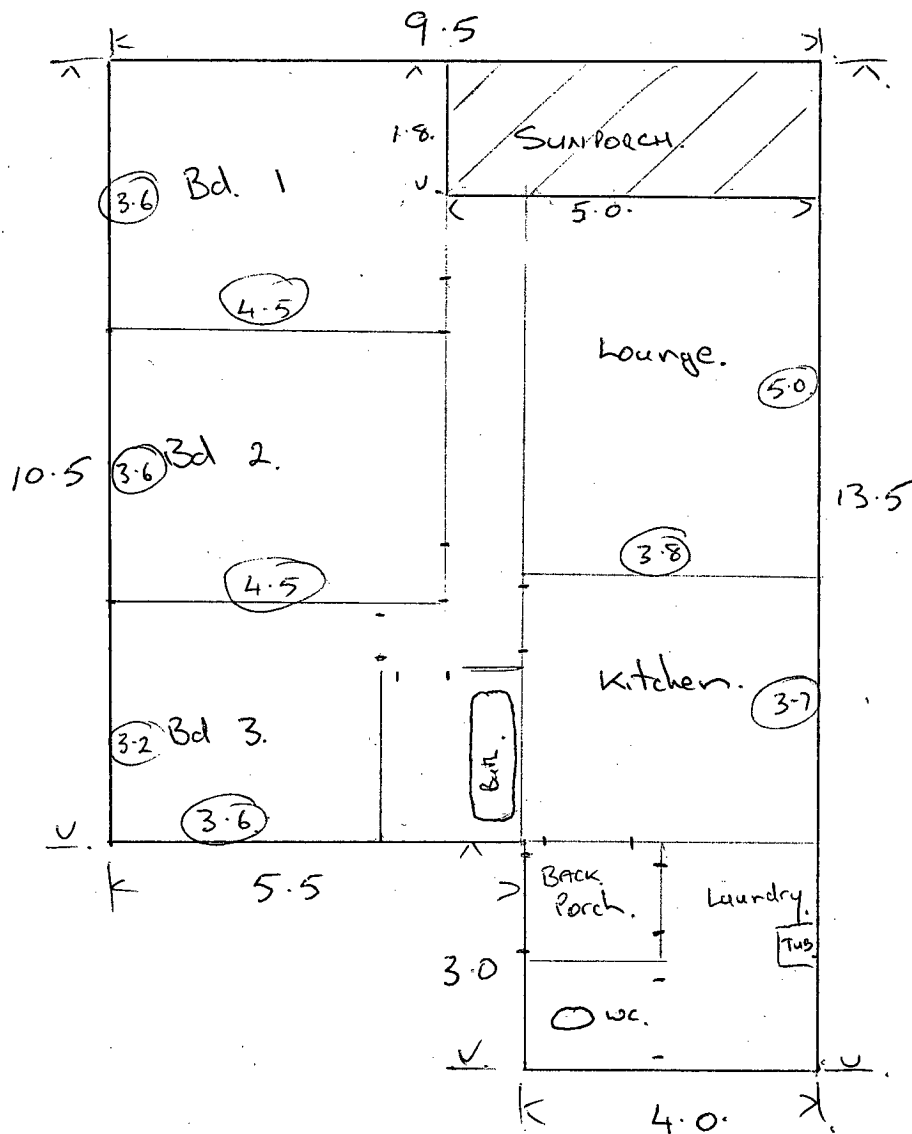 9.5
1.8.
SUNPORCH.
3.6
Bd. 1
5.0.
4.5
Lounge.
5.0
10.5
3.6
Bd 2.
13.5
3.8
4.5
Kitchen.
3.7
3.2
Bd 3.
Bath.
3.6
5.5
BACK
Porch.
Laundry.
TUB
3.0
WC.
4.0.